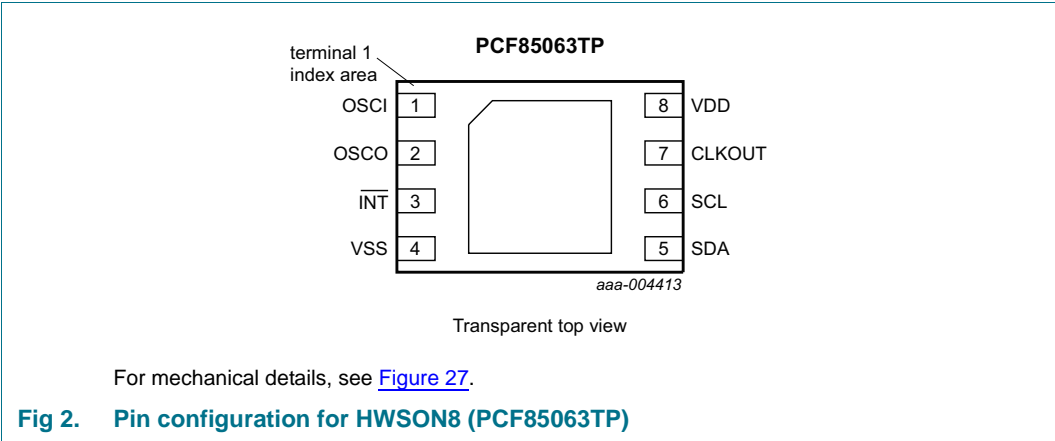 PCF85063TP
terminal 1
index area
OSCI 1
8 VDD
OSCO 2
7 CLKOUT
INT 3
6 SCL
VSS 4
5 SDA
aaa-004413
Transparent top view
For mechanical details, see Figure 27.
Fig 2. Pin configuration for HWSON8 (PCF85063TP)